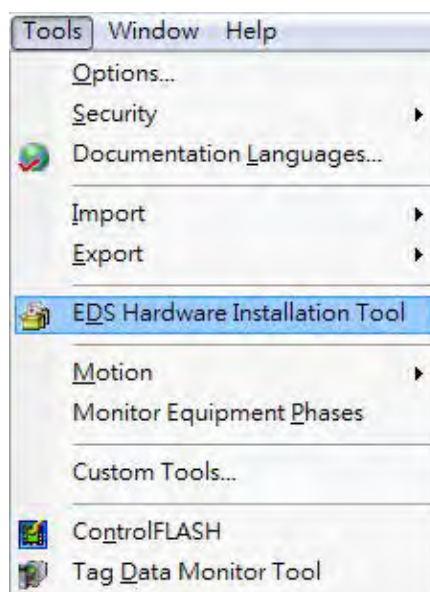 Tools Window Help
Options...
Security
Documentation Languages...
Import
Export
EDS Hardware Installation Tool
Motion
Monitor Equipment Phases
Custom Tools...
ControlFLASH
Tag Data Monitor Tool